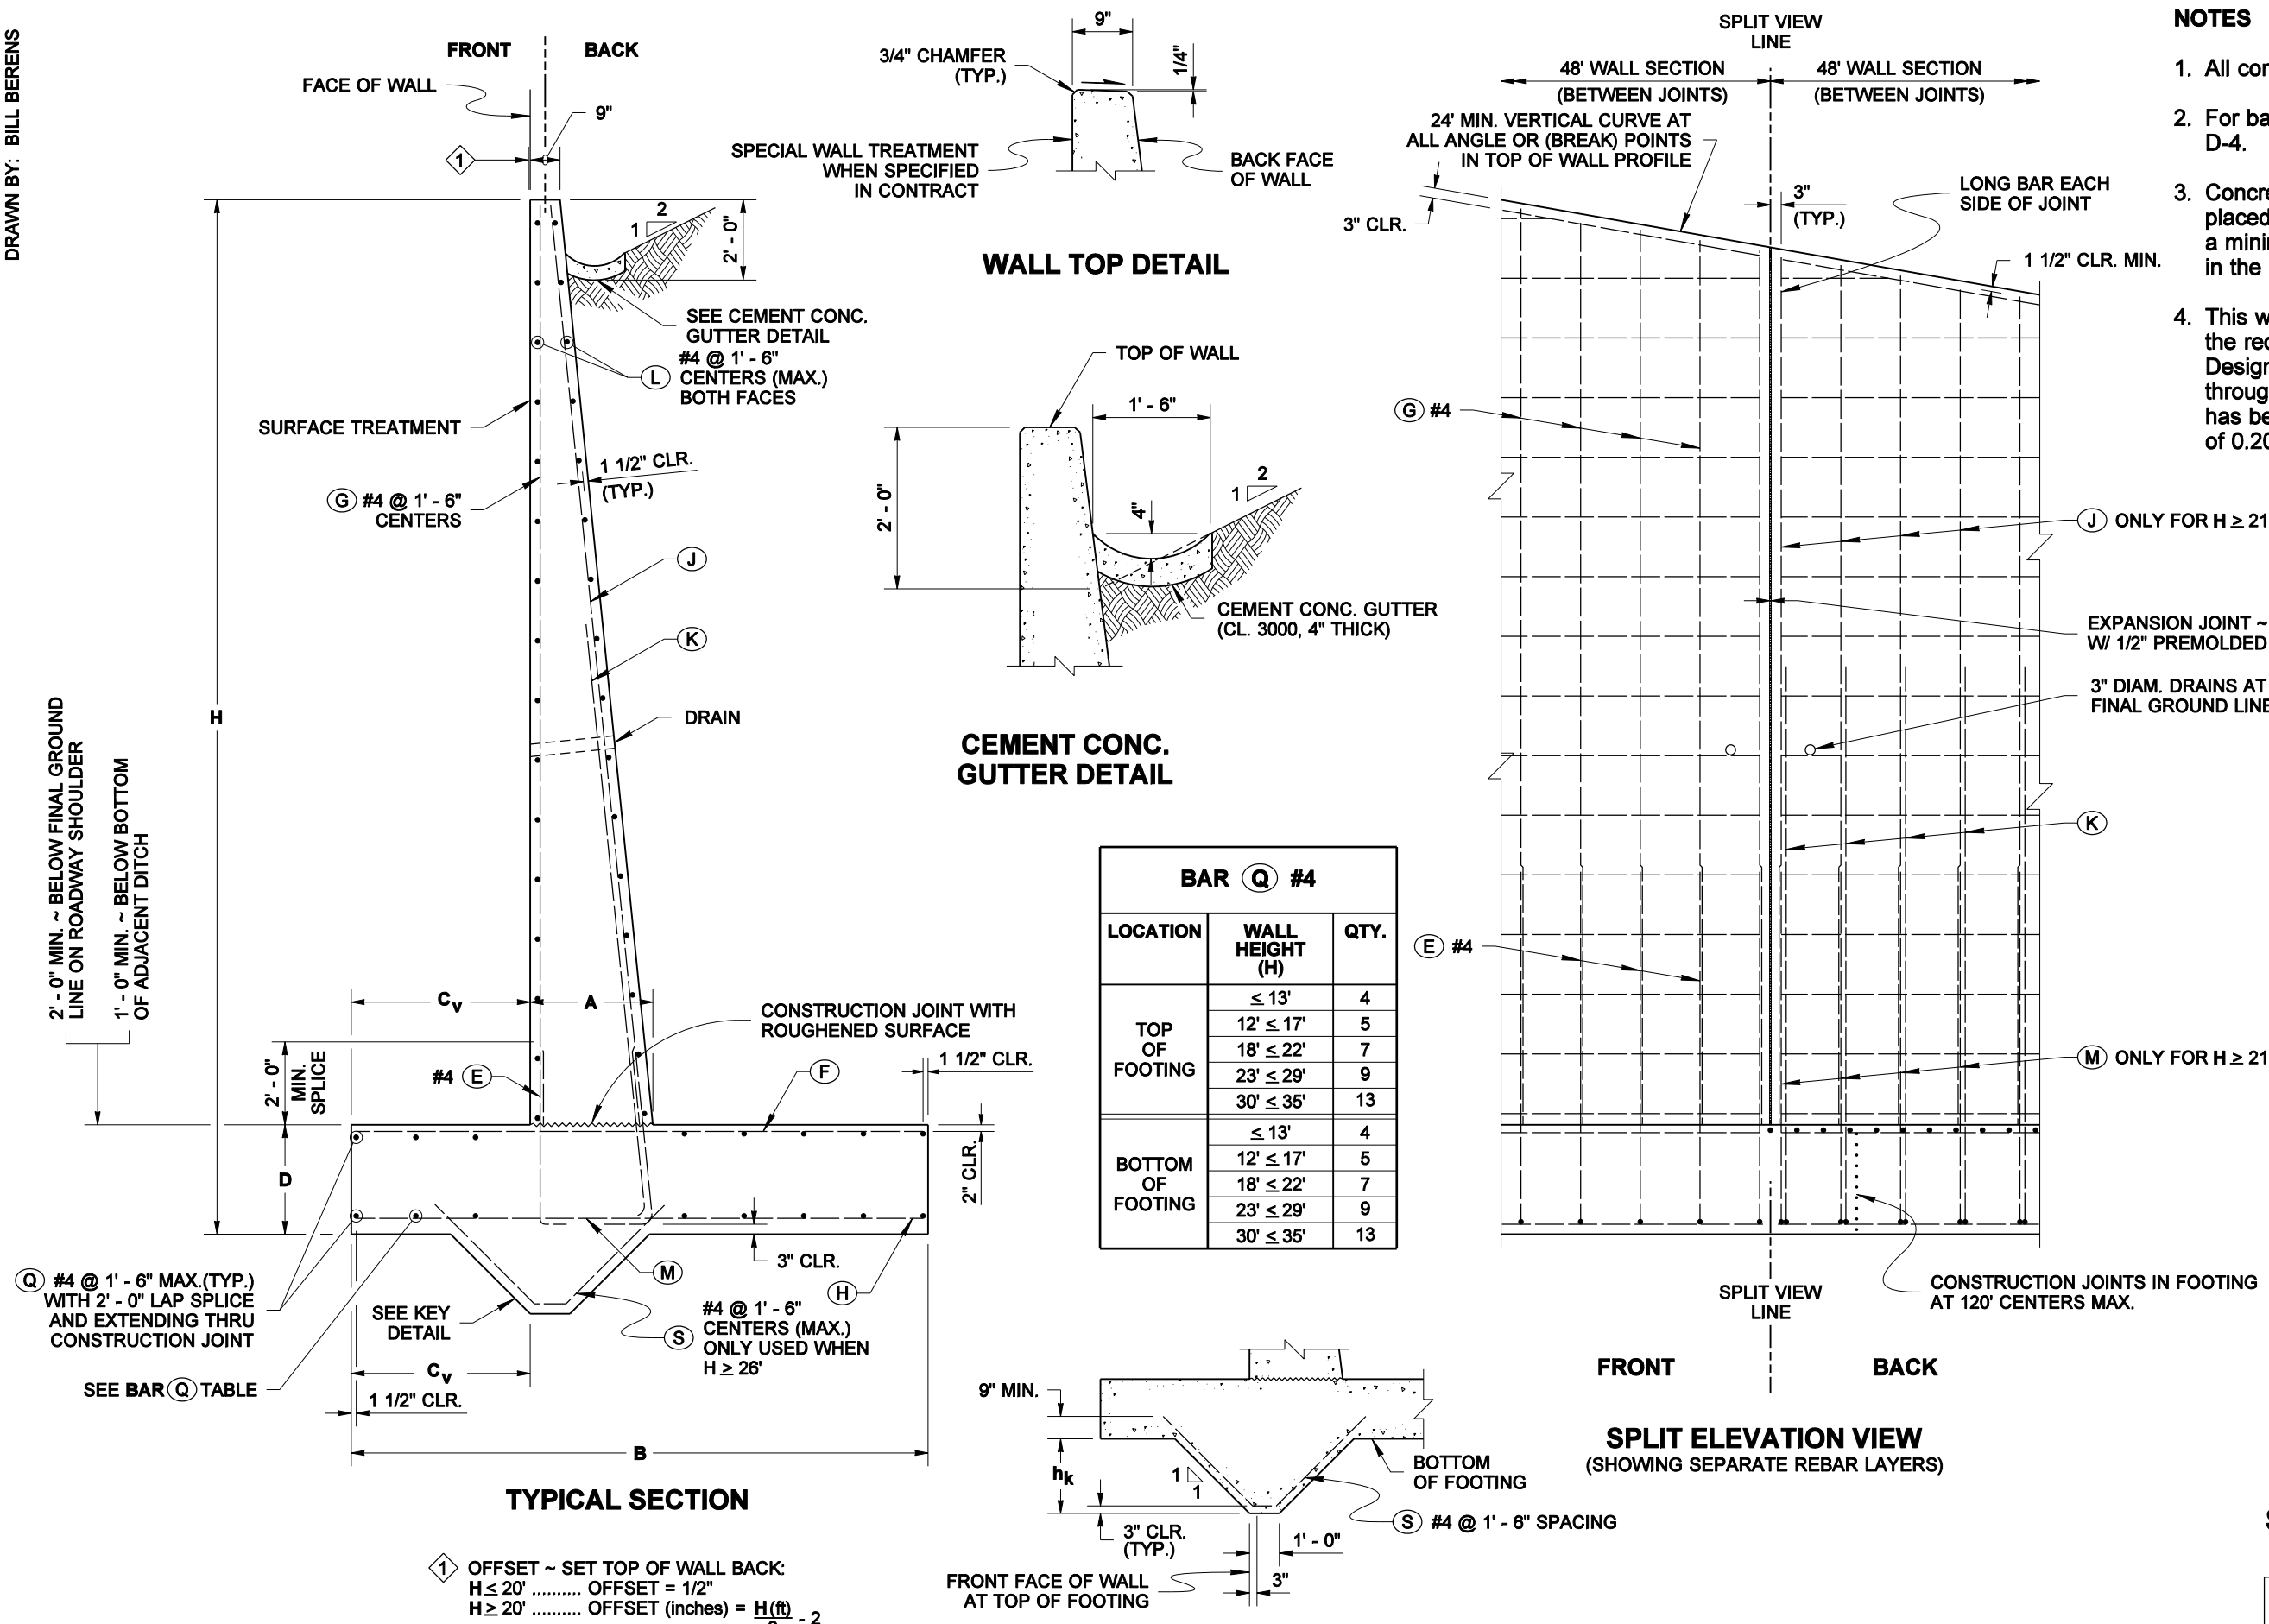 DRAWN BY: BILL BERENS
FRONT
BACK
FACE OF WALL
9"
1
2
1
2' - 0"
SEE CEMENT CONC.
GUTTER DETAIL
#4 @ 1' - 6"
CENTERS (MAX.)
BOTH FACES
L
SURFACE TREATMENT
1 1/2" CLR.
(TYP.)
G #4 @ 1' - 6"
CENTERS
J
K
H
DRAIN
2' - 0" MIN. ~ BELOW FINAL GROUND
LINE ON ROADWAY SHOULDER
1' - 0" MIN. ~ BELOW BOTTOM
OF ADJACENT DITCH
Cv
A
CONSTRUCTION JOINT WITH
ROUGHENED SURFACE
2' - 0"
MIN.
SPLICE
#4 E
F
1 1/2" CLR.
D
2" CLR.
3" CLR.
M
H
Q #4 @ 1' - 6" MAX.(TYP.)
WITH 2' - 0" LAP SPLICE
AND EXTENDING THRU
CONSTRUCTION JOINT
SEE KEY
DETAIL
S
#4 @ 1' - 6"
CENTERS (MAX.)
ONLY USED WHEN
H ≥ 26'
SEE BAR Q TABLE
Cv
1 1/2" CLR.
B
TYPICAL SECTION
1 OFFSET ~ SET TOP OF WALL BACK:
H ≤ 20' .......... OFFSET = 1/2"
H ≥ 20' .......... OFFSET (inches) = H(ft)
- 2
9"
3/4" CHAMFER
(TYP.)
1/4"
SPECIAL WALL TREATMENT
WHEN SPECIFIED
IN CONTRACT
BACK FACE
OF WALL
WALL TOP DETAIL
TOP OF WALL
1' - 6"
2' - 0"
4"
2
1
CEMENT CONC. GUTTER
(CL. 3000, 4" THICK)
CEMENT CONC.
GUTTER DETAIL
BAR Q #4
LOCATION WALL HEIGHT (H) QTY.
TOP OF FOOTING
≤ 13' 4
12' ≤ 17' 5
18' ≤ 22' 7
23' ≤ 29' 9
30' ≤ 35' 13
BOTTOM OF FOOTING
≤ 13' 4
12' ≤ 17' 5
18' ≤ 22' 7
23' ≤ 29' 9
30' ≤ 35' 13
9" MIN.
hk
1
1
BOTTOM
OF FOOTING
S #4 @ 1' - 6" SPACING
3" CLR.
(TYP.)
1' - 0"
3"
FRONT FACE OF WALL
AT TOP OF FOOTING
SPLIT VIEW
LINE
48' WALL SECTION
(BETWEEN JOINTS)
48' WALL SECTION
(BETWEEN JOINTS)
24' MIN. VERTICAL CURVE AT
ALL ANGLE OR (BREAK) POINTS
IN TOP OF WALL PROFILE
3" CLR.
3"
(TYP.)
LONG BAR EACH
SIDE OF JOINT
1 1/2" CLR. MIN.
G #4
J ONLY FOR H ≥ 21
EXPANSION JOINT ~
W/ 1/2" PREMOLDED
3" DIAM. DRAINS AT
FINAL GROUND LINE
K
E #4
M ONLY FOR H ≥ 21
CONSTRUCTION JOINTS IN FOOTING
AT 120' CENTERS MAX.
SPLIT VIEW
LINE
FRONT
BACK
SPLIT ELEVATION VIEW
(SHOWING SEPARATE REBAR LAYERS)
NOTES
1. All con
2. For ba
D-4.
3. Concre
placed
a minin
in the
4. This w
the rec
Design
throug
has be
of 0.20